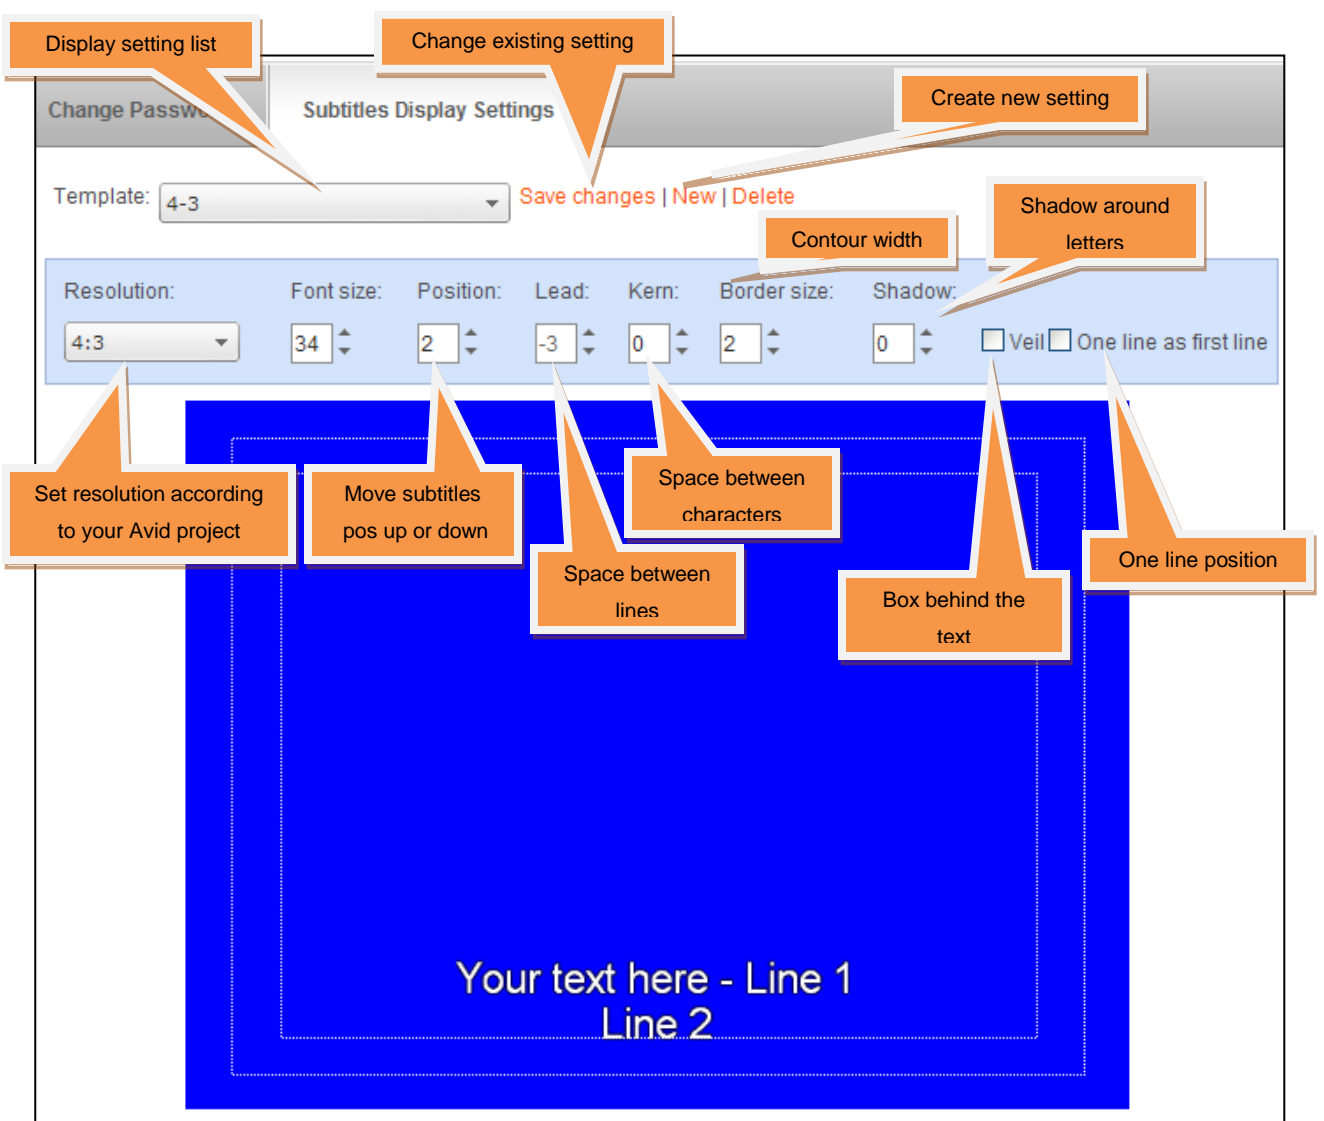 Display setting list
Change existing setting
Create new setting
Change Passwo
Subtitles Display Settings
Template: 4-3
Save changes | New | Delete
Shadow around
letters
Contour width
Resolution: Font size: Position: Lead: Kern: Border size: Shadow:
4:3 34 2 -3 0 2 0 Veil One line as first line
Set resolution according
to your Avid project
Move subtitles
pos up or down
Space between
characters
Space between
lines
One line position
Box behind the
text
Your text here - Line 1
Line 2